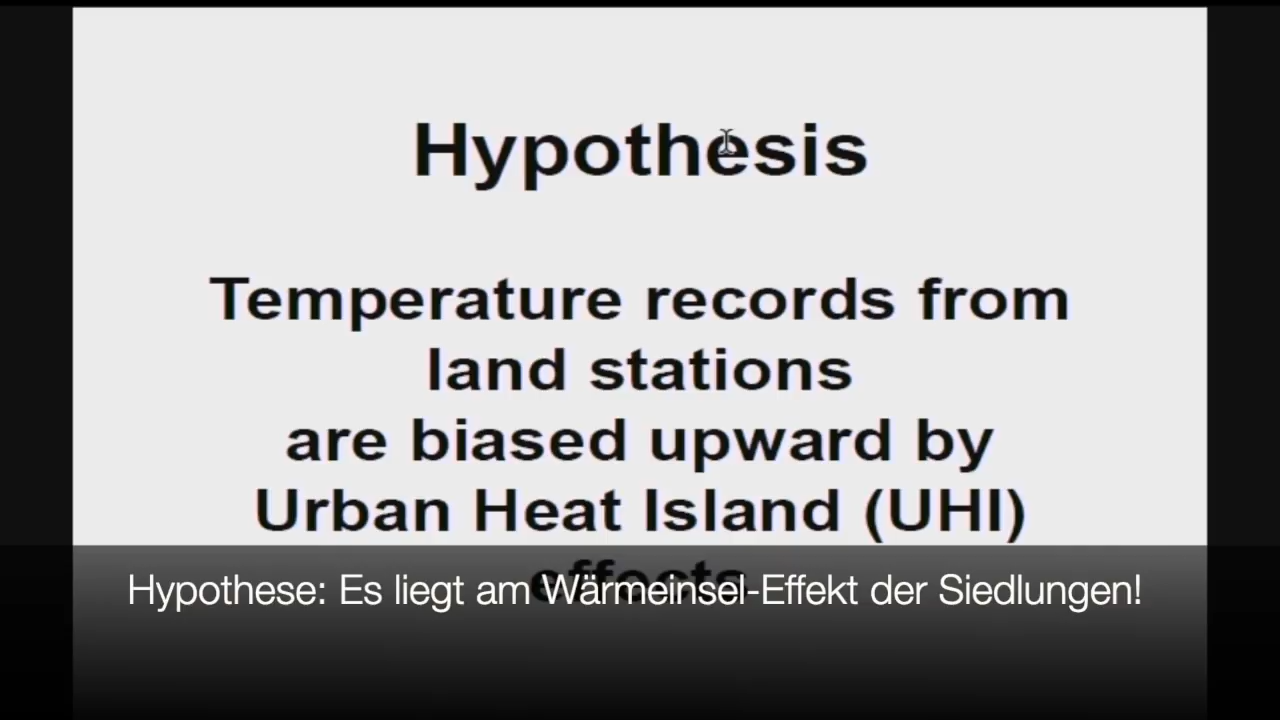 Hypothesis
Temperature records from
land stations
are biased upward by
Urban Heat Island (UHI)
effects
Hypothese: Es liegt am Wärmeinsel-Effekt der Siedlungen!